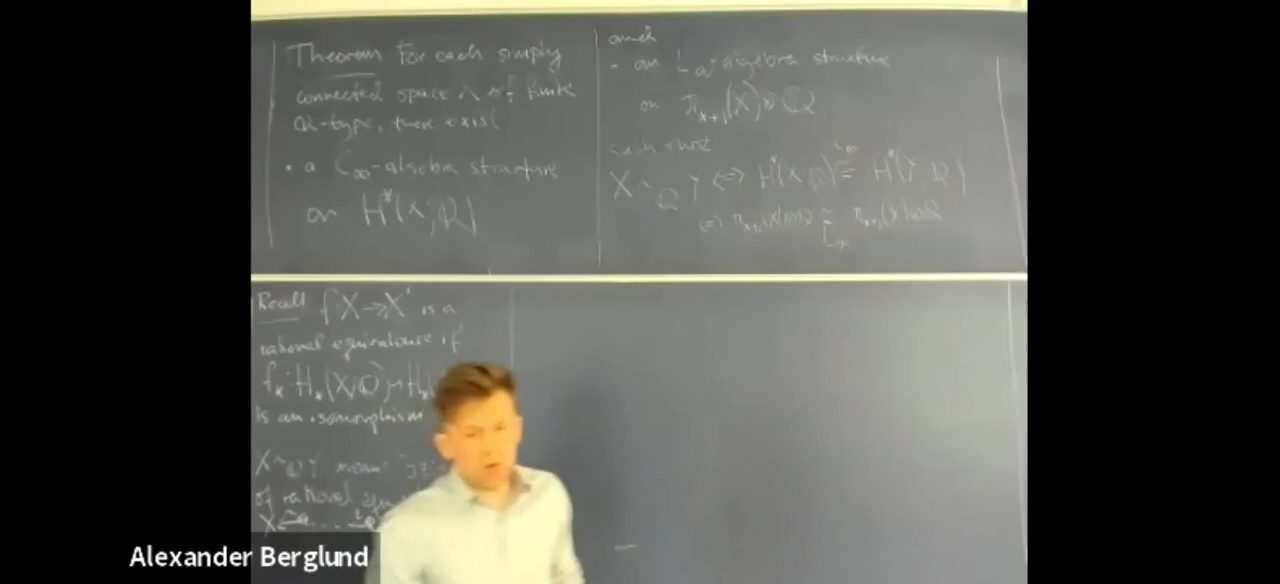 Theorem For each simply
connected space X of finite
Q-type, there exist
• a C∞-algebra structure
on H*(X;Q)
and
• an L∞-algebra structure
on π*+1(X)⊗Q
such that
X ~Q Y ⇔ H*(X;Q) ≅C∞ H*(Y;Q)
⇔ π*+1(X)⊗Q ≅L∞ π*+1(Y)⊗Q
Recall f: X → X' is a
rational equivalence if
f*: H*(X;Q) → H*
is an isomorphism
X ~Q Y means
of rational
Alexander Berglund